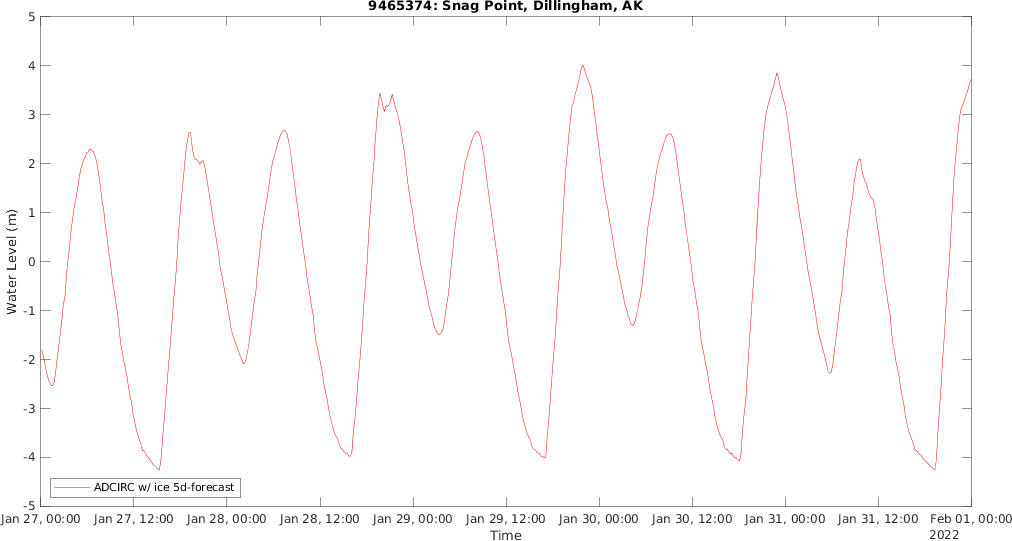 9465374: Snag Point, Dillingham, AK
5
4
3
2
1
0
-1
-2
-3
-4
-5
Water Level (m)
ADCIRC w/ ice 5d-forecast
Jan 27, 00:00 Jan 27, 12:00 Jan 28, 00:00 Jan 28, 12:00 Jan 29, 00:00 Jan 29, 12:00 Jan 30, 00:00 Jan 30, 12:00 Jan 31, 00:00 Jan 31, 12:00 Feb 01, 00:00
Time
2022